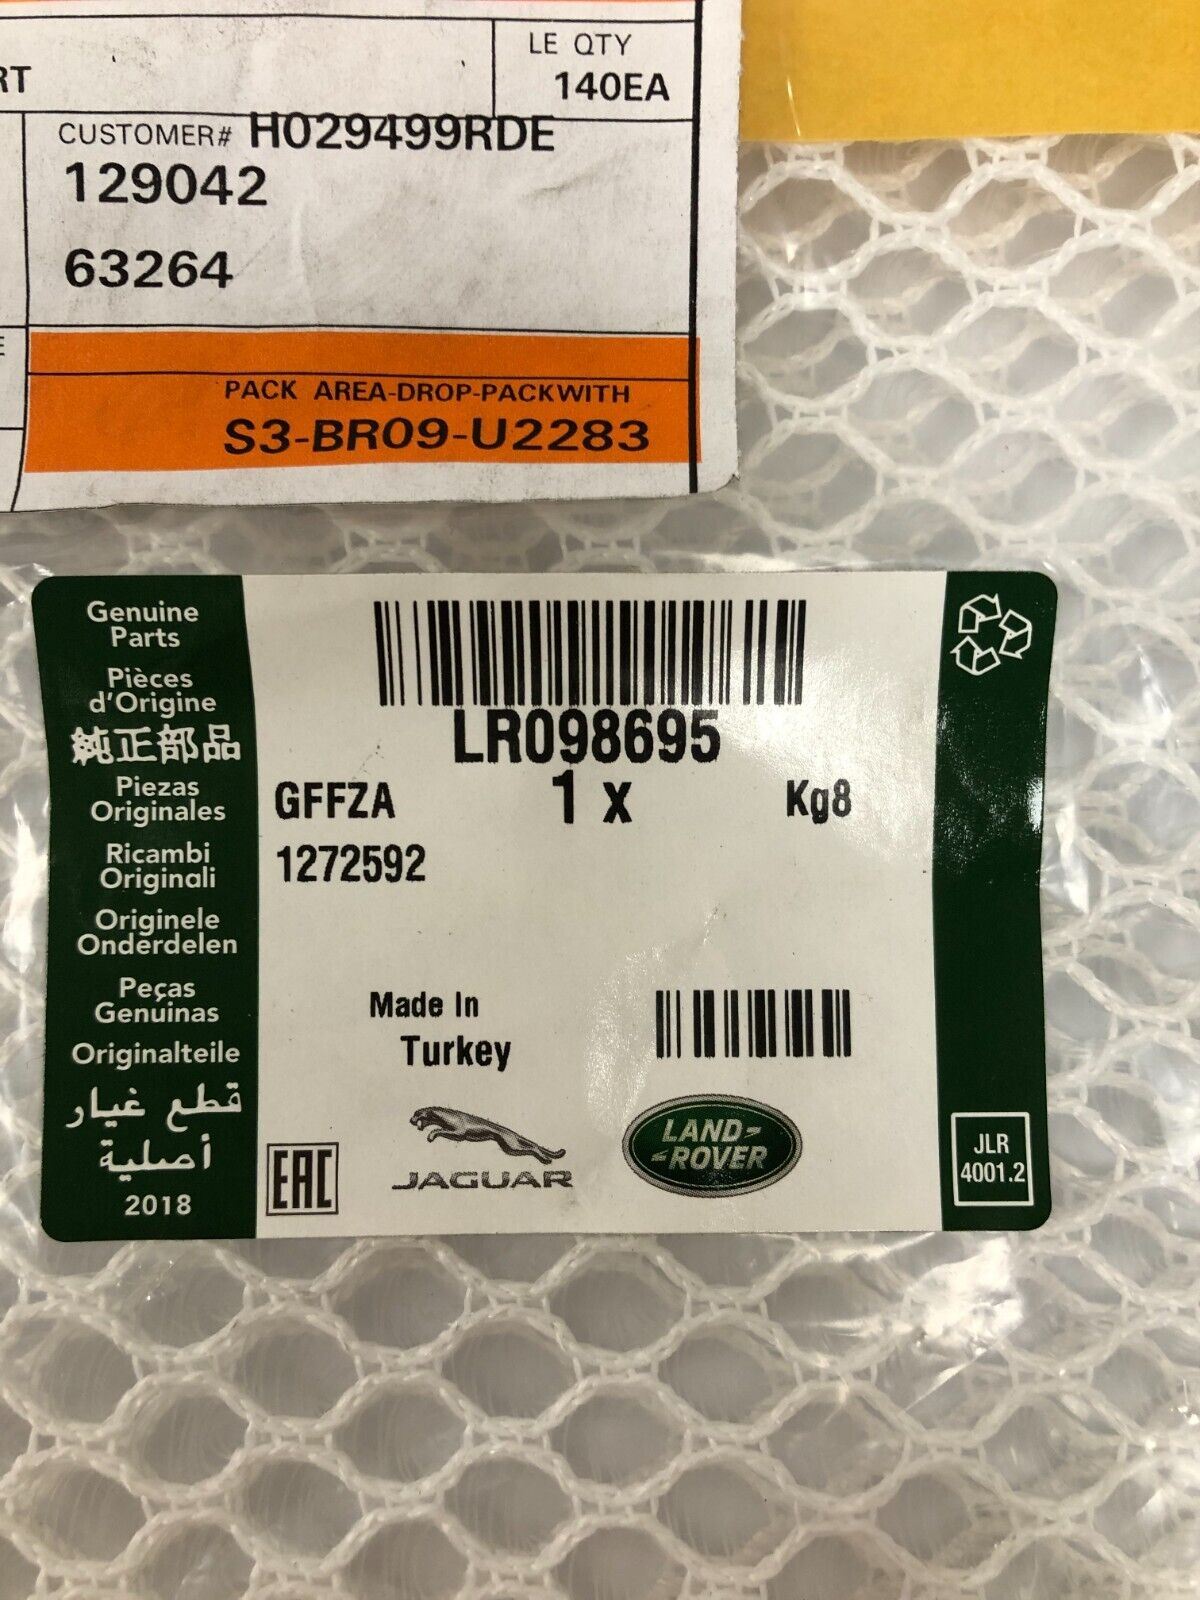 RT
LE QTY
140EA
CUSTOMER# H029499RDE
129042
63264
E
PACK AREA-DROP-PACKWITH
S3-BR09-U2283
Genuine
Parts
Pièces
d'Origine
純正部品
Piezas
Originales
Ricambi
Originali
Originele
Onderdelen
Peças
Genuinas
Originalteile
قطع غيار
أصلية
2018
LR098695
GFFZA 1 x Kg8
1272592
Made In
Turkey
EAC
JAGUAR
LAND-
-ROVER
JLR
4001.2